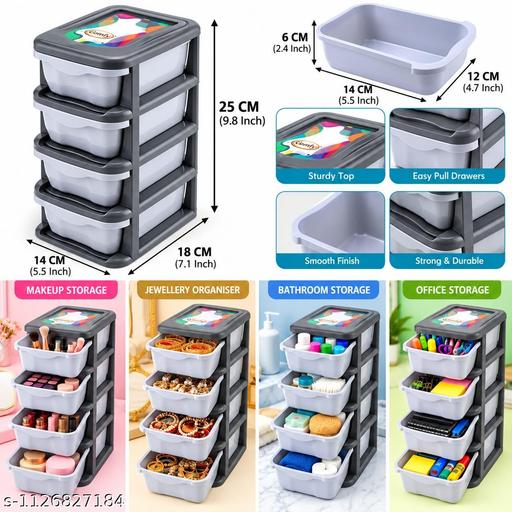 Comfy
25 CM
(9.8 Inch)
14 CM
(5.5 Inch)
18 CM
(7.1 Inch)
6 CM
(2.4 Inch)
14 CM
(5.5 Inch)
12 CM
(4.7 Inch)
Comfy
Sturdy Top
Easy Pull Drawers
Smooth Finish
Strong & Durable
MAKEUP STORAGE
JEWELLERY ORGANISER
BATHROOM STORAGE
OFFICE STORAGE
s-1126827184